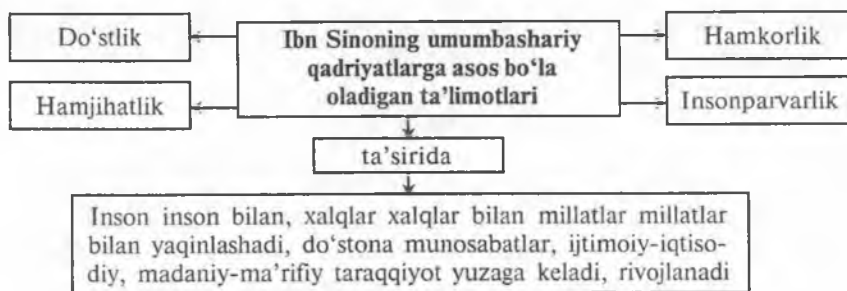 Do‘stlik
Hamjihatlik
Ibn Sinoning umumbashariy
qadriyatlarga asos bo‘la
oladigan ta’limotlari
Hamkorlik
Insonparvarlik
ta’sirida
Inson inson bilan, xalqlar xalqlar bilan millatlar millatlar
bilan yaqinlashadi, do‘stona munosabatlar, ijtimoiy-iqtiso-
diy, madaniy-ma’rifiy taraqqiyot yuzaga keladi, rivojlanadi